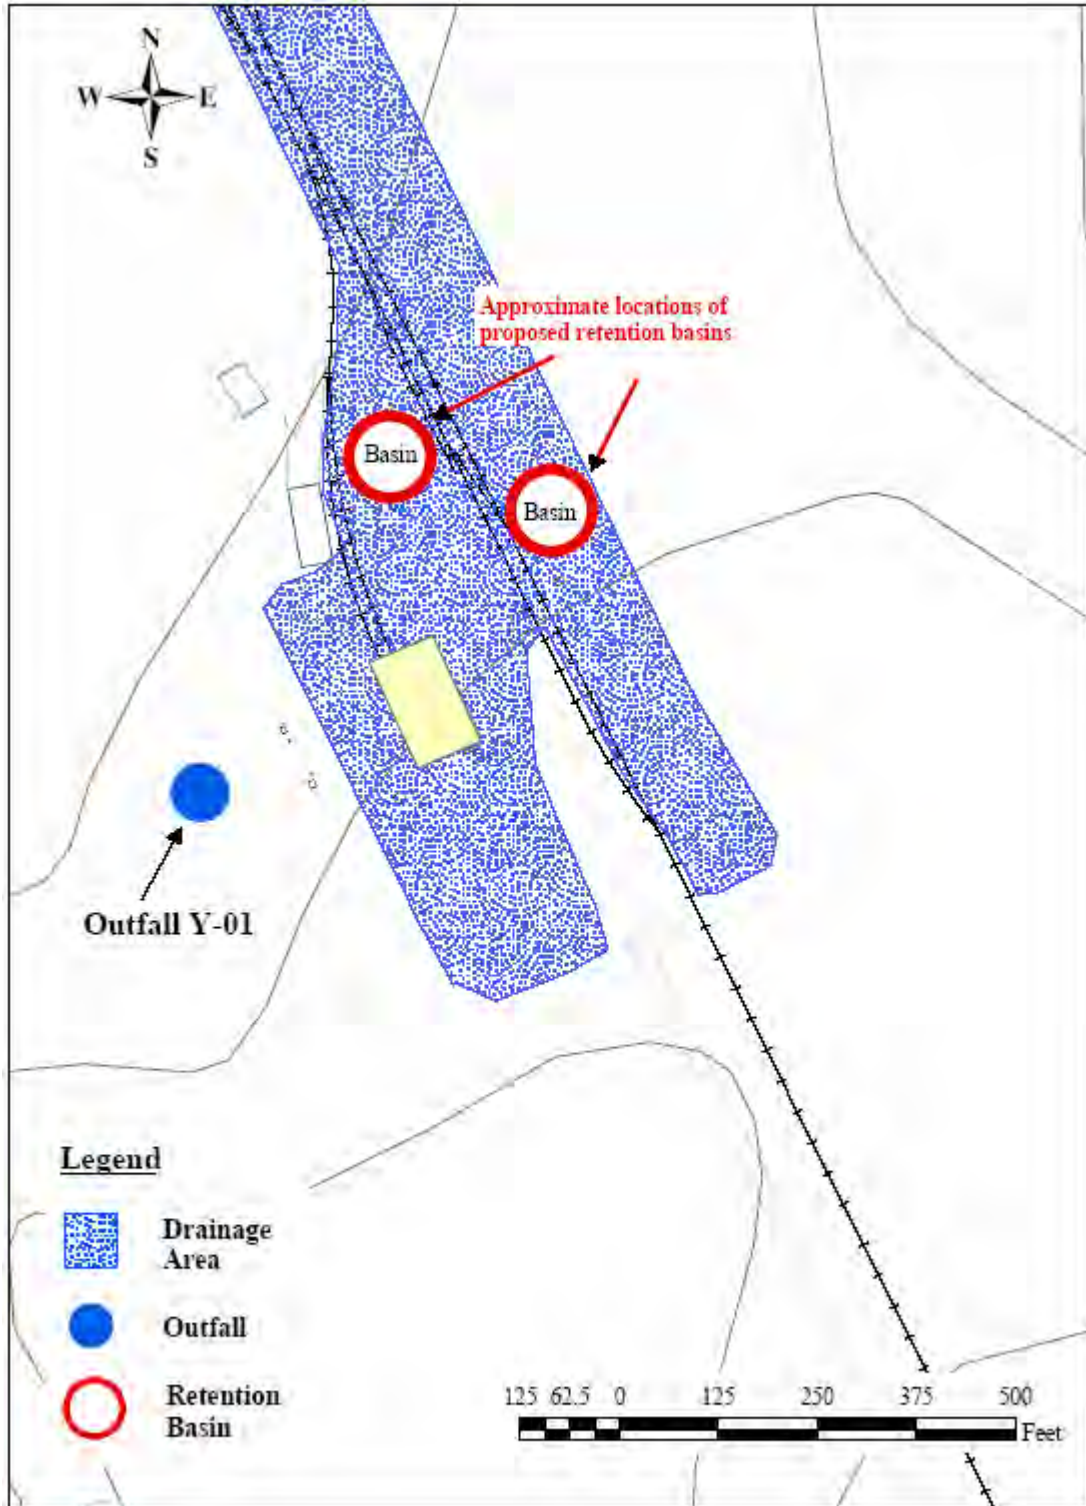 N
W E
S
Approximate locations of
proposed retention basins
Basin
Basin
Outfall Y-01
Legend
Drainage
Area
Outfall
Retention
Basin
125 62.5 0 125 250 375 500
Feet